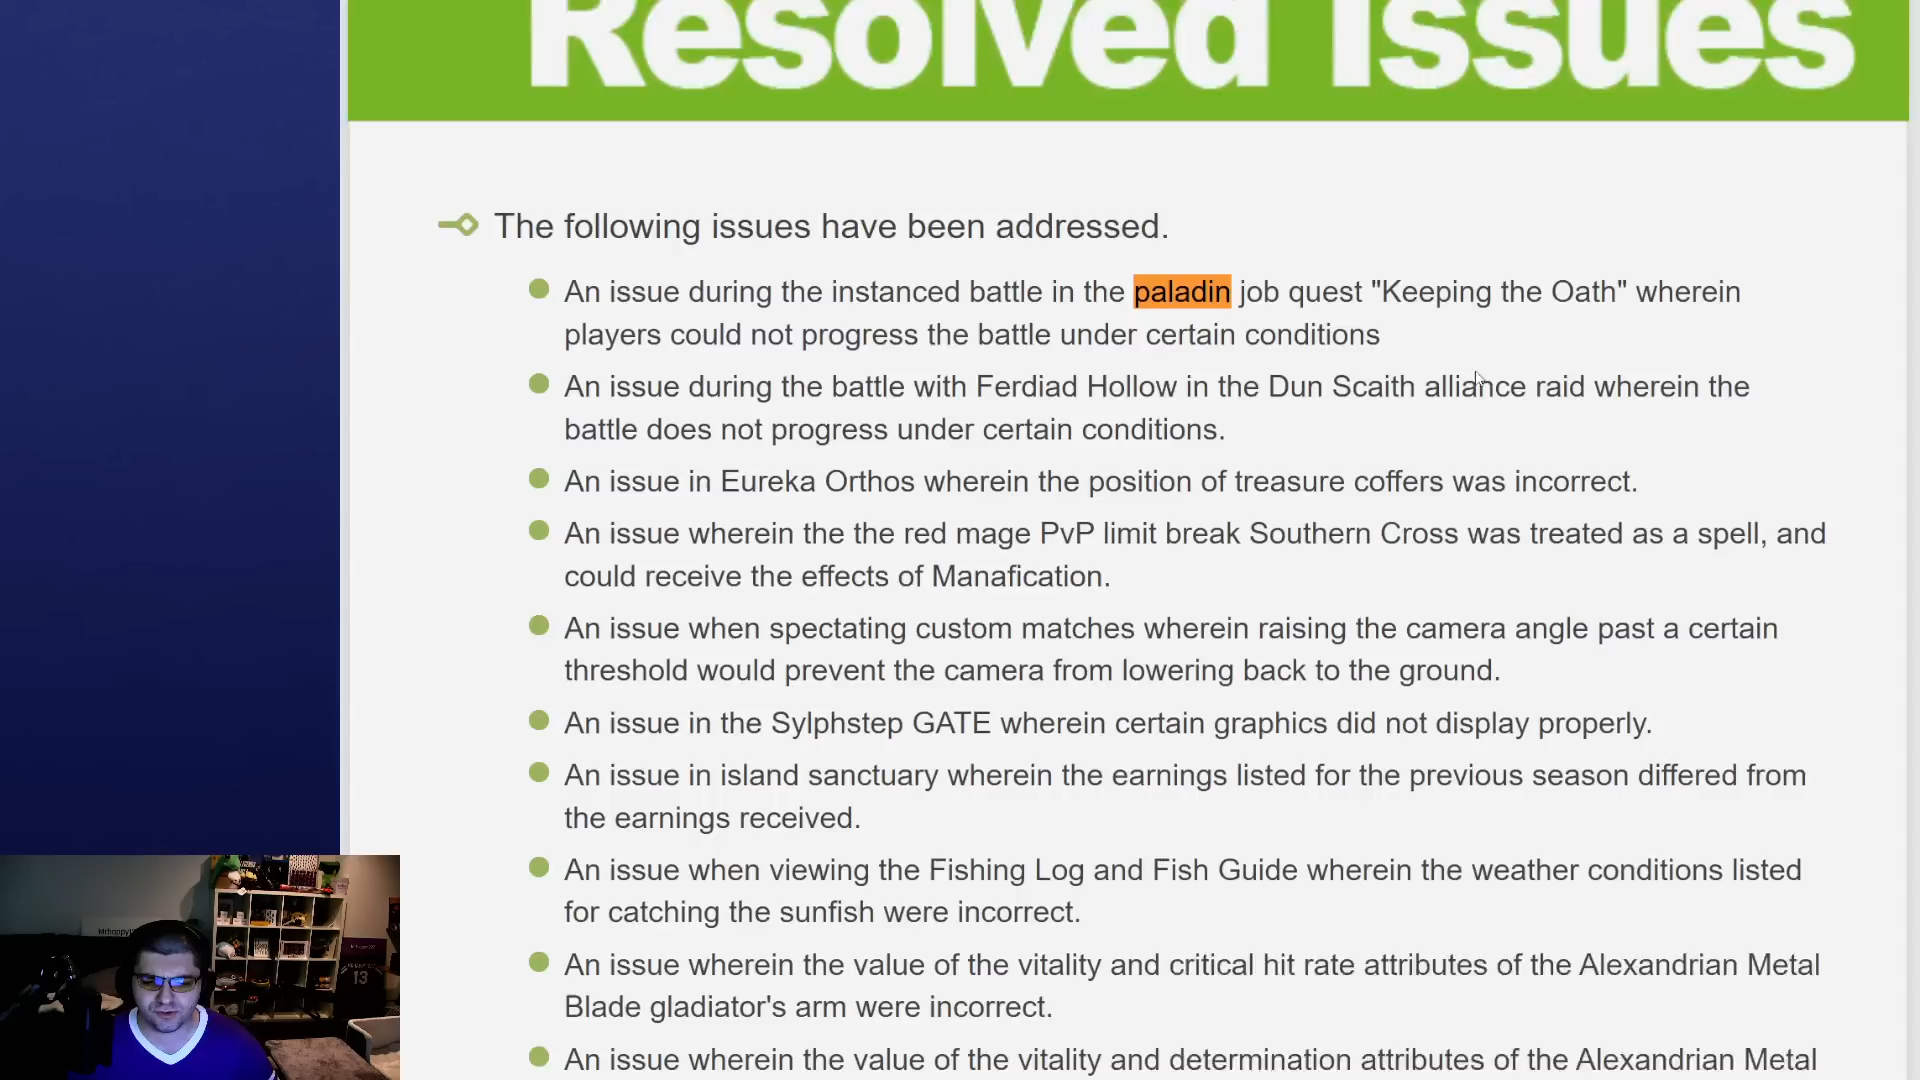 Resolved Issues
The following issues have been addressed.
An issue during the instanced battle in the paladin job quest "Keeping the Oath" wherein
players could not progress the battle under certain conditions
An issue during the battle with Ferdiad Hollow in the Dun Scaith alliance raid wherein the
battle does not progress under certain conditions.
An issue in Eureka Orthos wherein the position of treasure coffers was incorrect.
An issue wherein the the red mage PvP limit break Southern Cross was treated as a spell, and
could receive the effects of Manafication.
An issue when spectating custom matches wherein raising the camera angle past a certain
threshold would prevent the camera from lowering back to the ground.
An issue in the Sylphstep GATE wherein certain graphics did not display properly.
An issue in island sanctuary wherein the earnings listed for the previous season differed from
the earnings received.
An issue when viewing the Fishing Log and Fish Guide wherein the weather conditions listed
for catching the sunfish were incorrect.
An issue wherein the value of the vitality and critical hit rate attributes of the Alexandrian Metal
Blade gladiator's arm were incorrect.
An issue wherein the value of the vitality and determination attributes of the Alexandrian Metal
13